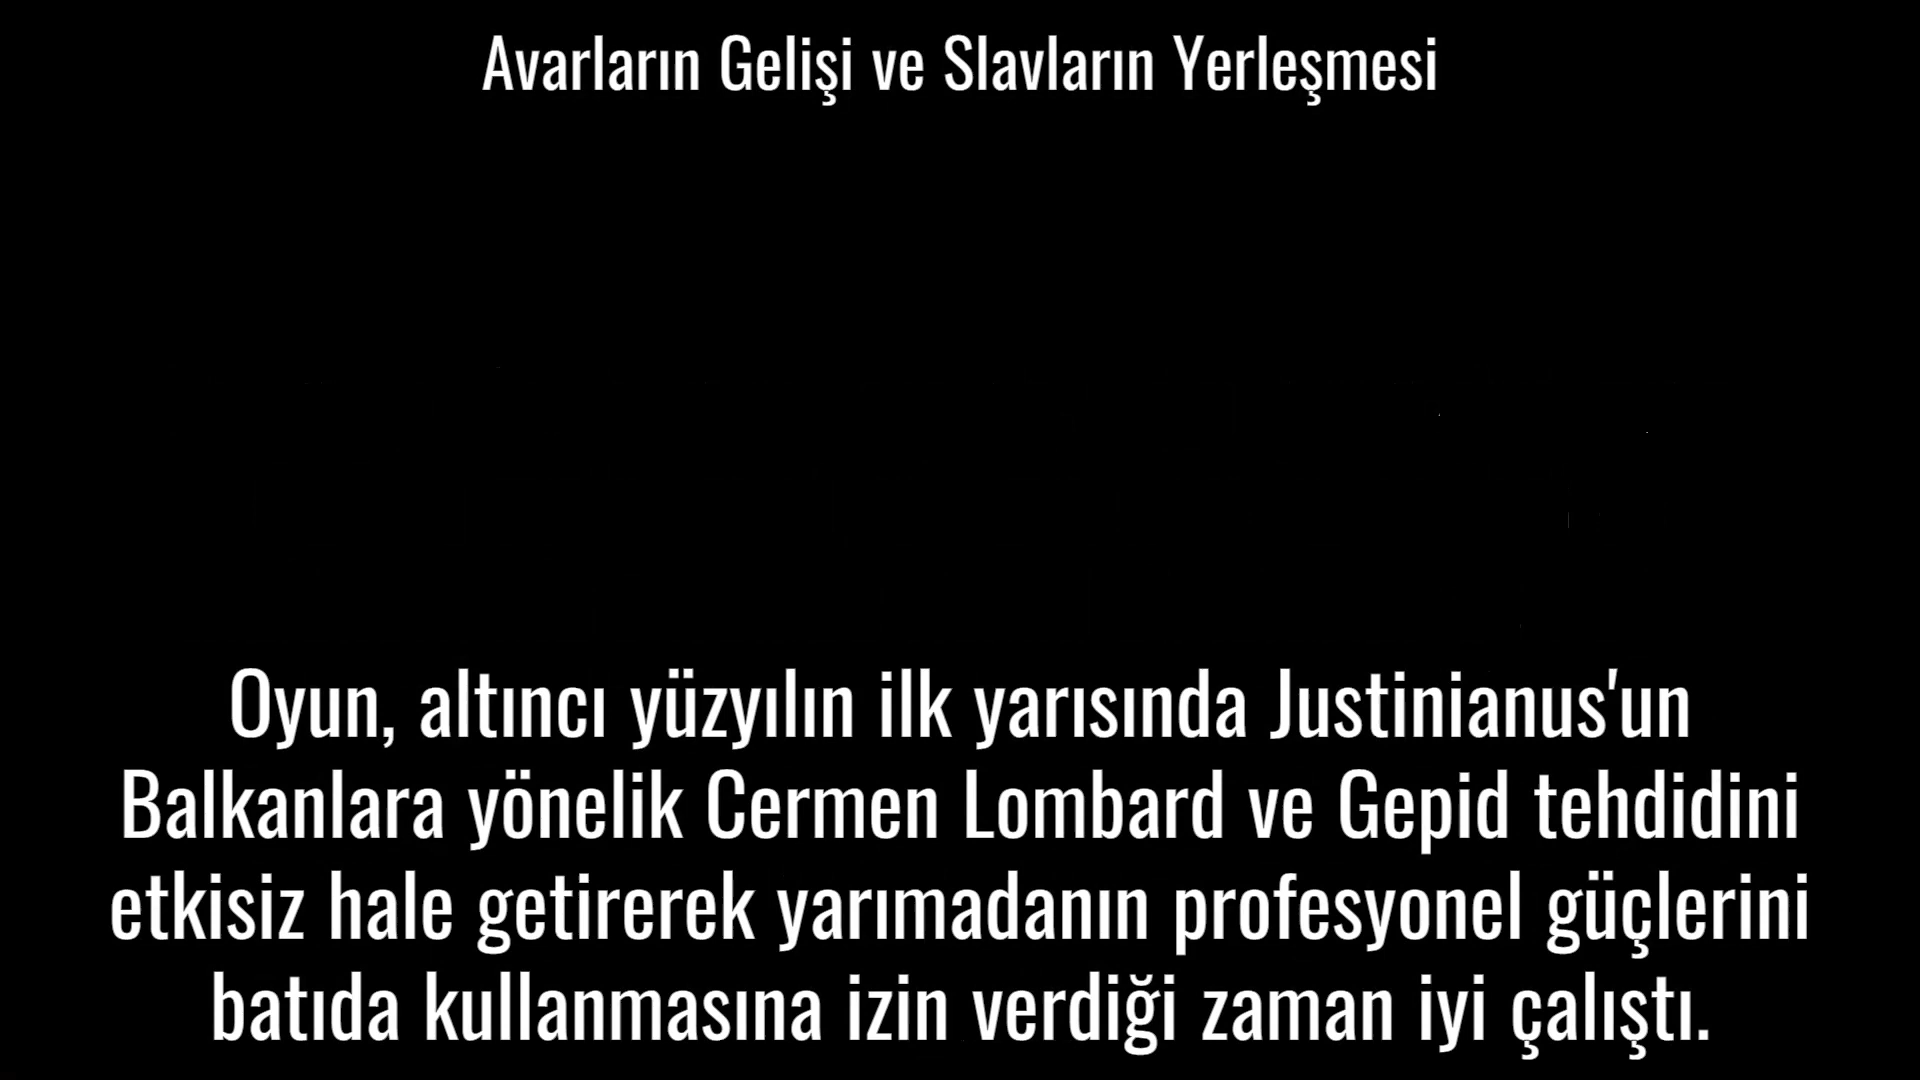 Avarların Gelişi ve Slavların Yerleşmesi
Oyun, altıncı yüzyılın ilk yarısında Justinianus'un
Balkanlara yönelik Cermen Lombard ve Gepid tehdidini
etkisiz hale getirerek yarımadanın profesyonel güçlerini
batıda kullanmasına izin verdiği zaman iyi çalıştı.